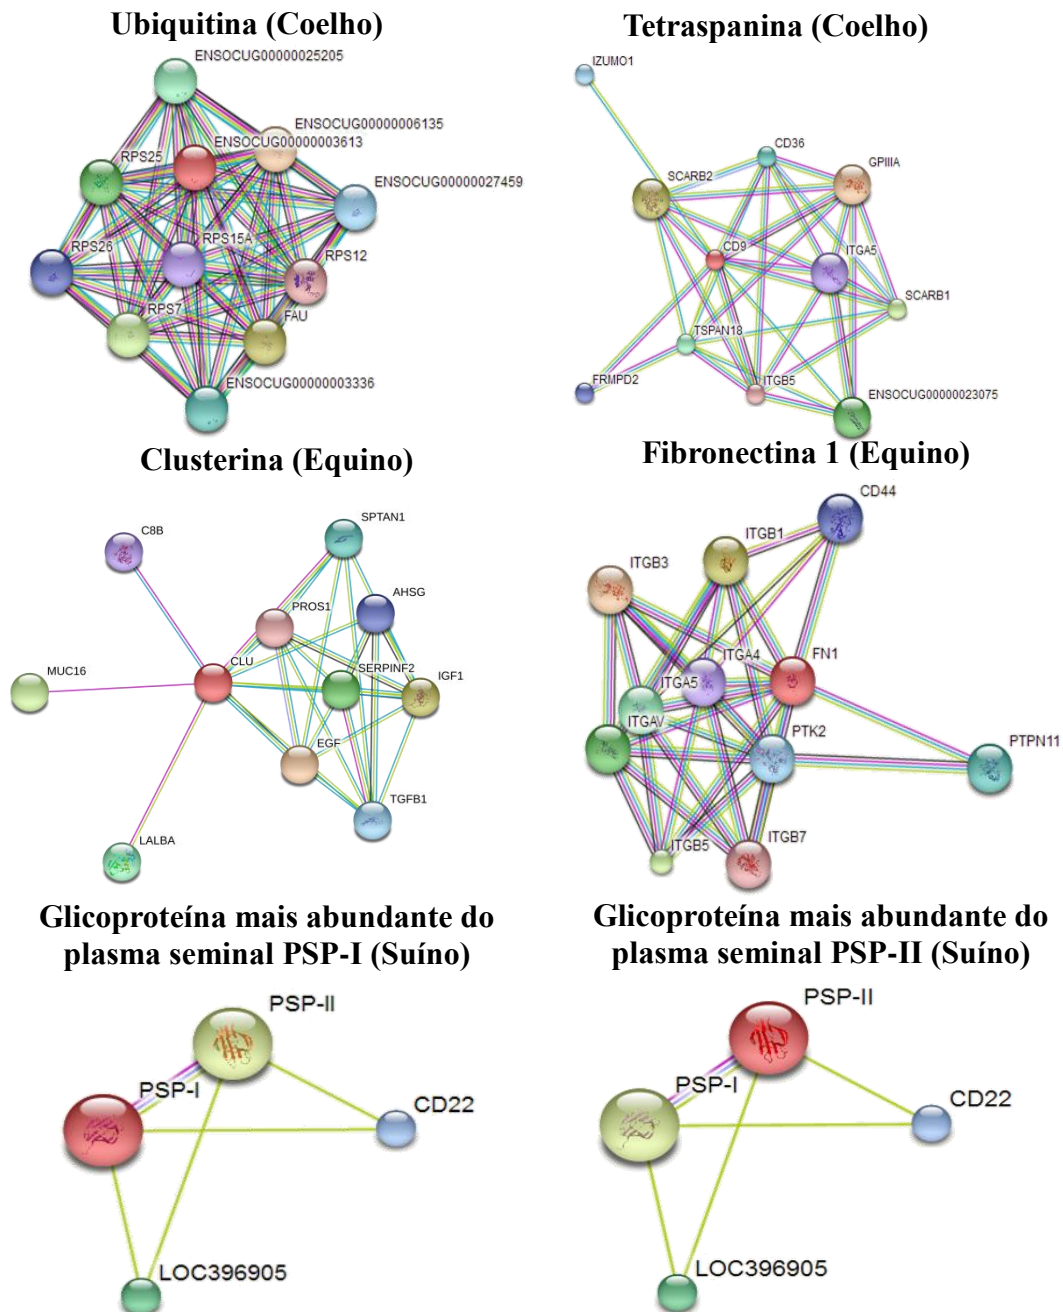 Ubiquitina (Coelho)
ENSOCUG00000025205
ENSOCUG00000006135
ENSOCUG00000003613
RPS25
ENSOCUG00000027459
RPS26
RPS15A
RPS12
RPS7
FAU
ENSOCUG00000003336
Tetraspanina (Coelho)
IZUMO1
CD36
GPIIIA
SCARB2
CD9
ITGA5
SCARB1
TSPAN18
FRMPD2
ITGB5
ENSOCUG00000023075
Clusterina (Equino)
SPTAN1
C8B
AHSG
PROS1
CLU
SERPINF2
MUC16
IGF1
EGF
TGFB1
LALBA
Fibronectina 1 (Equino)
CD44
ITGB1
ITGB3
ITGA4
FN1
ITGA5
ITGAV
PTK2
PTPN11
ITGB5
ITGB7
Glicoproteína mais abundante do
plasma seminal PSP-I (Suíno)
PSP-II
PSP-I
CD22
LOC396905
Glicoproteína mais abundante do
plasma seminal PSP-II (Suíno)
PSP-II
PSP-I
CD22
LOC396905